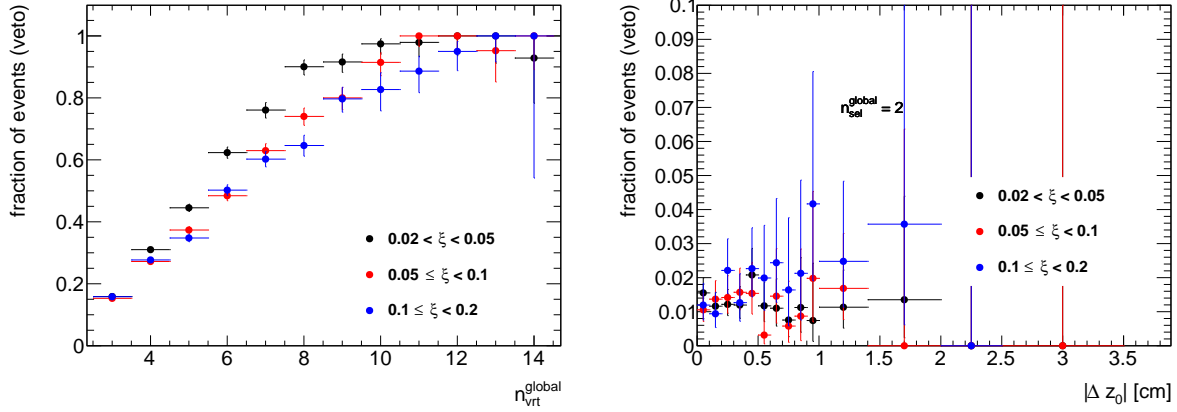 fraction of events (veto)
1
0.8
0.6
0.4
0.2
0
0.02 < ξ < 0.05
0.05 ≤ ξ < 0.1
0.1 ≤ ξ < 0.2
4 6 8 10 12 14
n_vrt^global
fraction of events (veto)
0.1
0.09
0.08
0.07
0.06
0.05
0.04
0.03
0.02
0.01
0
n_sel^global = 2
0.02 < ξ < 0.05
0.05 ≤ ξ < 0.1
0.1 ≤ ξ < 0.2
0 0.5 1 1.5 2 2.5 3 3.5
|Δ z₀| [cm]